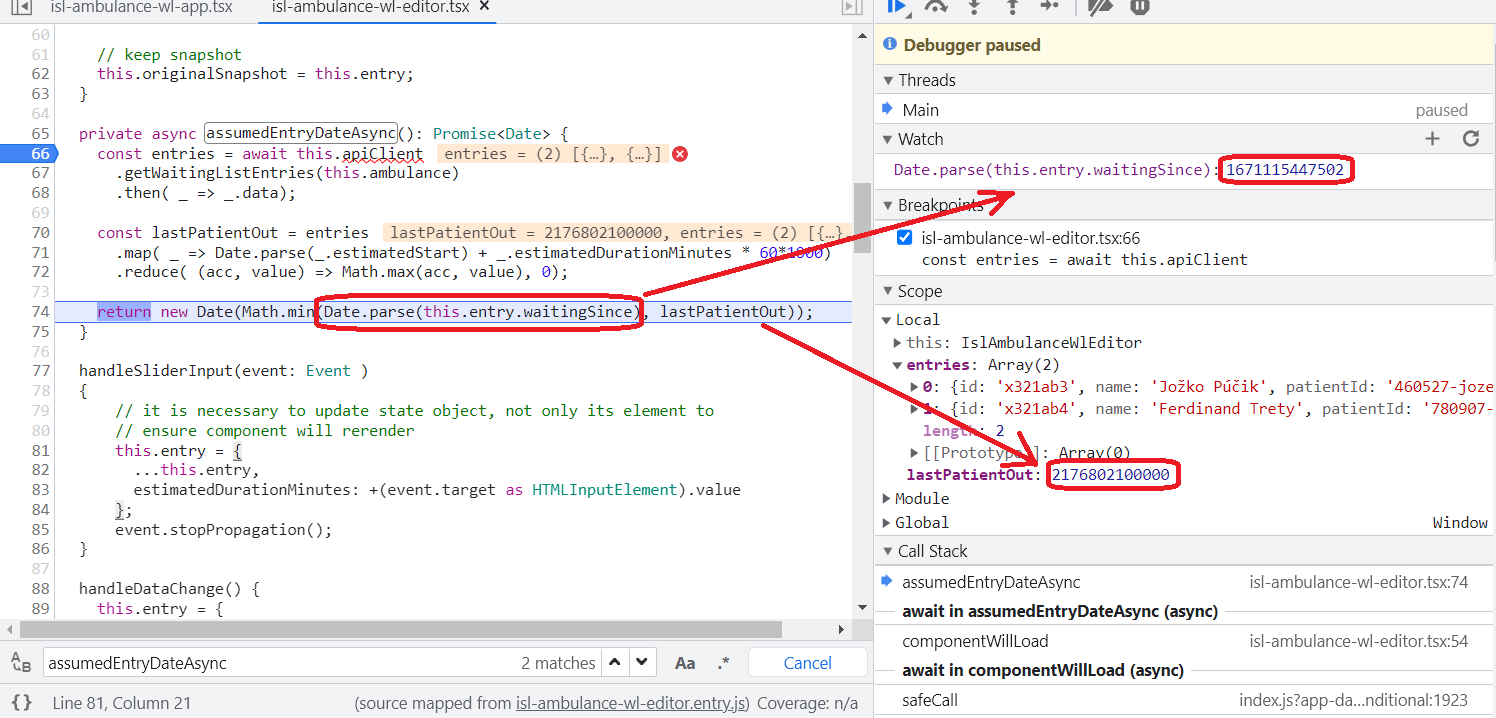 isl-ambulance-wl-app.tsx
isl-ambulance-wl-editor.tsx ×
60
61 // keep snapshot
62 this.originalSnapshot = this.entry;
63 }
64
65 private async assumedEntryDateAsync(): Promise<Date> {
66 const entries = await this.apiClient entries = (2) [{…}, {…}]
67 .getWaitingListEntries(this.ambulance)
68 .then( _ => _.data);
69
70 const lastPatientOut = entries lastPatientOut = 2176802100000, entries = (2) [{…},
71 .map( _ => Date.parse(_.estimatedStart) + _.estimatedDurationMinutes * 60*1000)
72 .reduce( (acc, value) => Math.max(acc, value), 0);
73
74 return new Date(Math.min(Date.parse(this.entry.waitingSince), lastPatientOut));
75 }
76
77 handleSliderInput(event: Event )
78 {
79 // it is necessary to update state object, not only its element to
80 // ensure component will rerender
81 this.entry = {
82 ...this.entry,
83 estimatedDurationMinutes: +(event.target as HTMLInputElement).value
84 };
85 event.stopPropagation();
86 }
87
88 handleDataChange() {
89 this.entry = {
assumedEntryDateAsync 2 matches Aa .* Cancel
{ } Line 81, Column 21 (source mapped from isl-ambulance-wl-editor.entry.js) Coverage: n/a
Debugger paused
Threads
Main paused
Watch
Date.parse(this.entry.waitingSince): 1671115447502
Breakpoints
isl-ambulance-wl-editor.tsx:66
const entries = await this.apiClient
Scope
Local
this: IslAmbulanceWlEditor
entries: Array(2)
0: {id: 'x321ab3', name: 'Jožko Púčik', patientId: '460527-joze
1: {id: 'x321ab4', name: 'Ferdinand Trety', patientId: '780907-
length: 2
[[Prototype]]: Array(0)
lastPatientOut: 2176802100000
Module
Global Window
Call Stack
assumedEntryDateAsync isl-ambulance-wl-editor.tsx:74
await in assumedEntryDateAsync (async)
componentWillLoad isl-ambulance-wl-editor.tsx:54
await in componentWillLoad (async)
safeCall index.js?app-da…nditional:1923